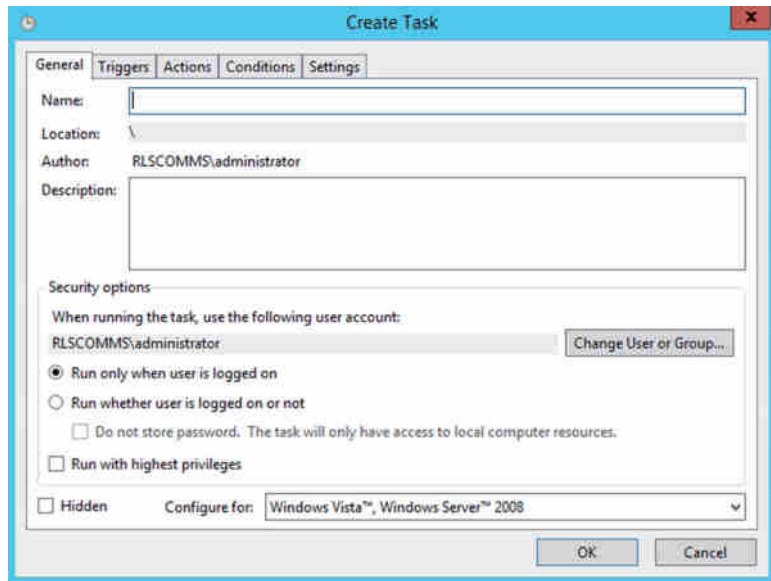 Create Task
x
General Triggers Actions Conditions Settings
Name:
Location: \
Author: RLSCOMMS\administrator
Description:
Security options
When running the task, use the following user account:
RLSCOMMS\administrator Change User or Group...
Run only when user is logged on
Run whether user is logged on or not
Do not store password. The task will only have access to local computer resources.
Run with highest privileges
Hidden Configure for: Windows Vista™, Windows Server™ 2008
OK Cancel